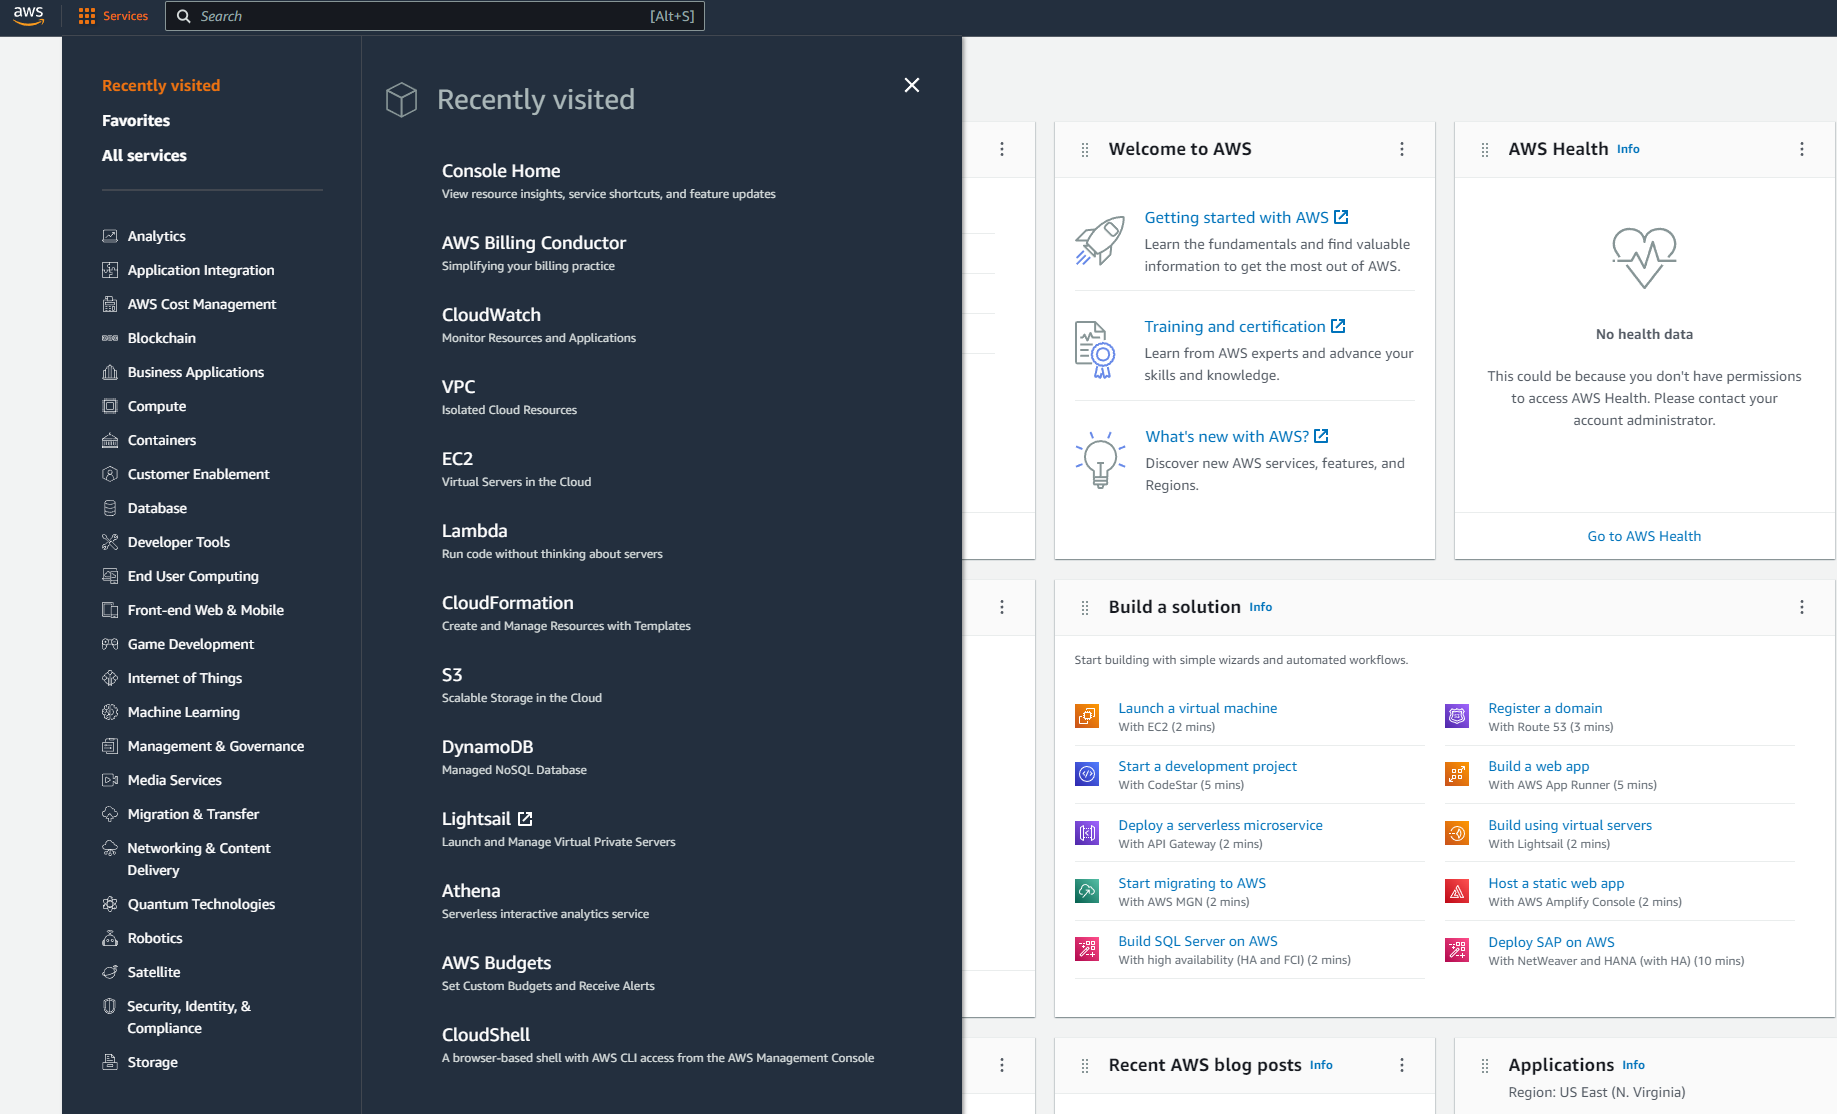 aws
Services
Search
[Alt+S]
Recently visited
Favorites
All services
Analytics
Application Integration
AWS Cost Management
Blockchain
Business Applications
Compute
Containers
Customer Enablement
Database
Developer Tools
End User Computing
Front-end Web & Mobile
Game Development
Internet of Things
Machine Learning
Management & Governance
Media Services
Migration & Transfer
Networking & Content
Delivery
Quantum Technologies
Robotics
Satellite
Security, Identity, &
Compliance
Storage
Recently visited
Console Home
View resource insights, service shortcuts, and feature updates
AWS Billing Conductor
Simplifying your billing practice
CloudWatch
Monitor Resources and Applications
VPC
Isolated Cloud Resources
EC2
Virtual Servers in the Cloud
Lambda
Run code without thinking about servers
CloudFormation
Create and Manage Resources with Templates
S3
Scalable Storage in the Cloud
DynamoDB
Managed NoSQL Database
Lightsail
Launch and Manage Virtual Private Servers
Athena
Serverless interactive analytics service
AWS Budgets
Set Custom Budgets and Receive Alerts
CloudShell
A browser-based shell with AWS CLI access from the AWS Management Console
Welcome to AWS
Getting started with AWS
Learn the fundamentals and find valuable
information to get the most out of AWS.
Training and certification
Learn from AWS experts and advance your
skills and knowledge.
What's new with AWS?
Discover new AWS services, features, and
Regions.
AWS Health Info
No health data
This could be because you don't have permissions
to access AWS Health. Please contact your
account administrator.
Go to AWS Health
Build a solution Info
Start building with simple wizards and automated workflows.
Launch a virtual machine
With EC2 (2 mins)
Start a development project
With CodeStar (5 mins)
Deploy a serverless microservice
With API Gateway (2 mins)
Start migrating to AWS
With AWS MGN (2 mins)
Build SQL Server on AWS
With high availability (HA and FCI) (2 mins)
Register a domain
With Route 53 (3 mins)
Build a web app
With AWS App Runner (5 mins)
Build using virtual servers
With Lightsail (2 mins)
Host a static web app
With AWS Amplify Console (2 mins)
Deploy SAP on AWS
With NetWeaver and HANA (with HA) (10 mins)
Recent AWS blog posts Info
Applications Info
Region: US East (N. Virginia)